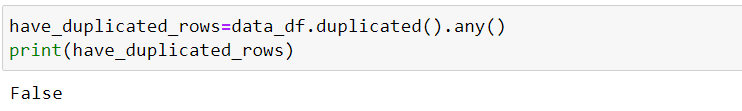 have_duplicated_rows=data_df.duplicated().any()
print(have_duplicated_rows)
False